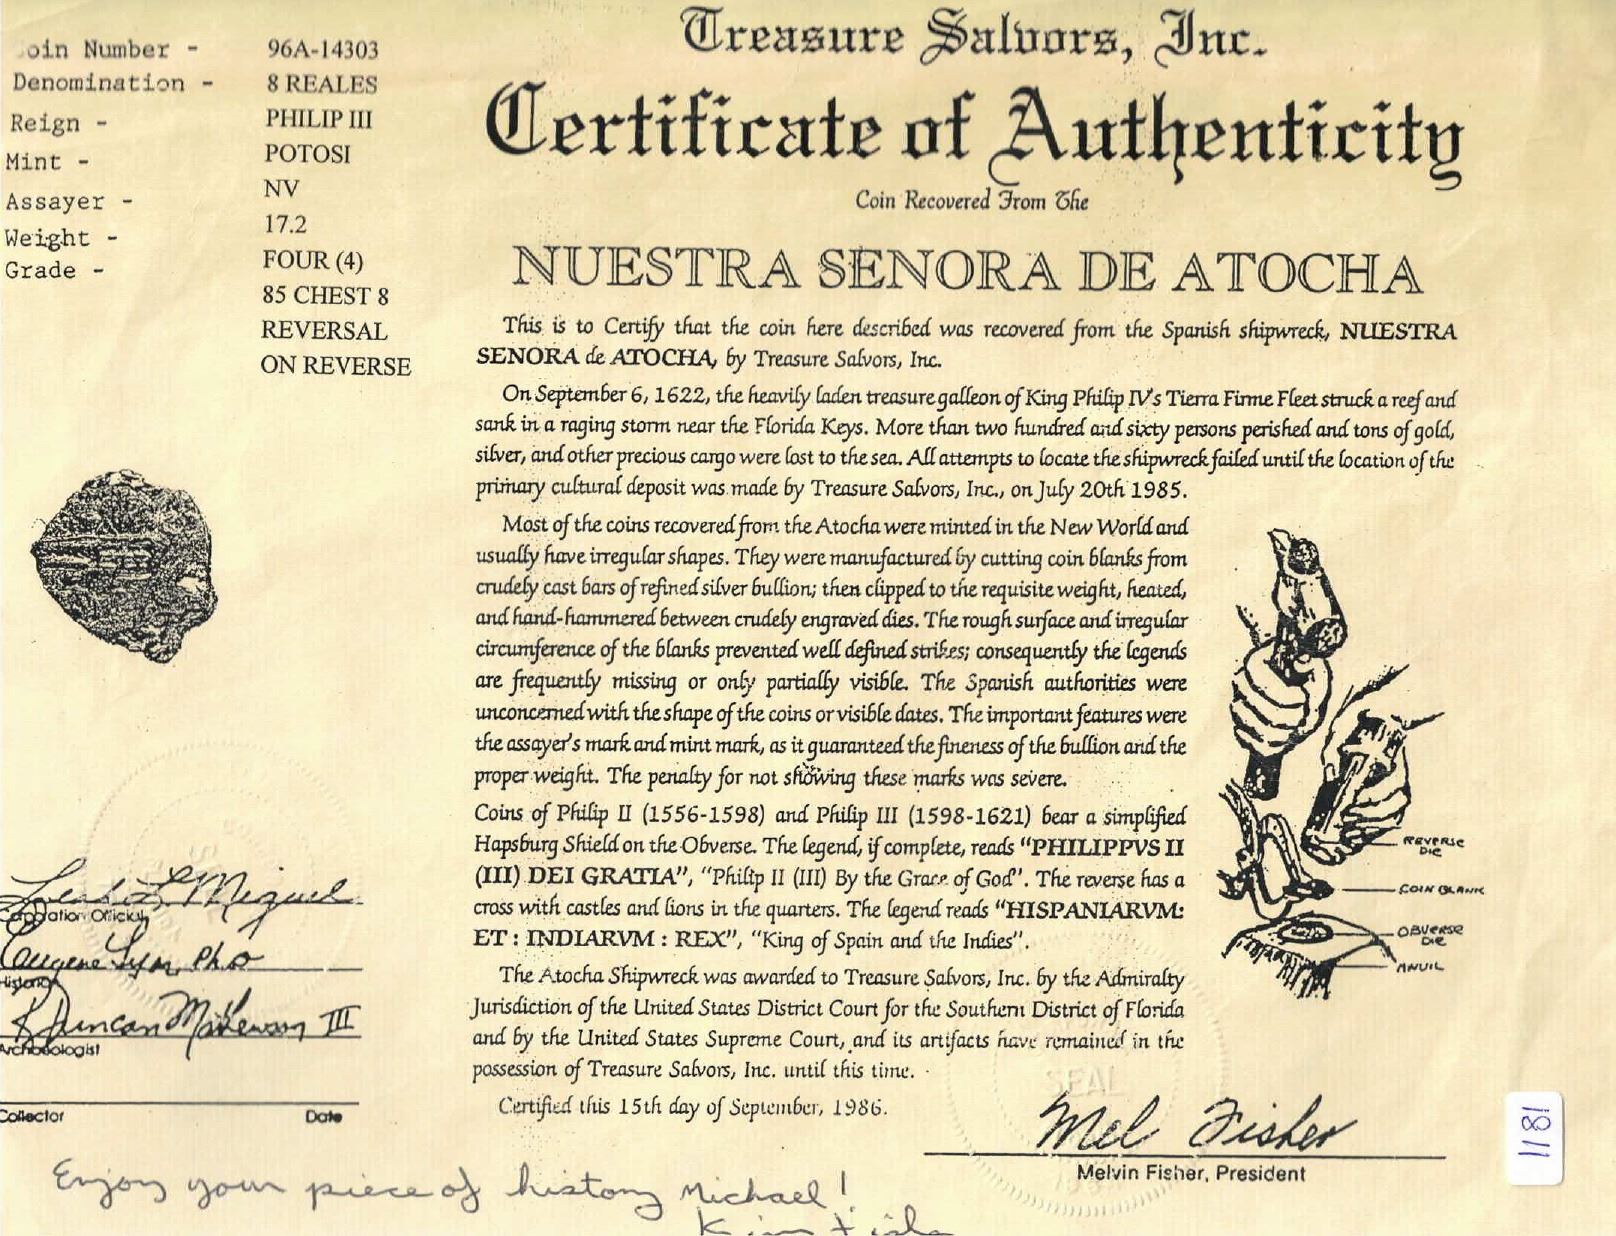 Treasure Salvors, Inc.
Certificate of Authenticity
Coin Recovered From The
NUESTRA SENORA DE ATOCHA
oin Number - 96A-14303
Denomination - 8 REALES
Reign - PHILIP III
Mint - POTOSI
Assayer - NV
Weight - 17.2
Grade - FOUR (4)
85 CHEST 8
REVERSAL
ON REVERSE
This is to Certify that the coin here described was recovered from the Spanish shipwreck, NUESTRA
SENORA de ATOCHA, by Treasure Salvors, Inc.
On September 6, 1622, the heavily laden treasure galleon of King Philip IV's Tierra Firme Fleet struck a reef and
sank in a raging storm near the Florida Keys. More than two hundred and sixty persons perished and tons of gold,
silver, and other precious cargo were lost to the sea. All attempts to locate the shipwreck failed until the location of the
primary cultural deposit was made by Treasure Salvors, Inc., on July 20th 1985.
Most of the coins recovered from the Atocha were minted in the New World and
usually have irregular shapes. They were manufactured by cutting coin blanks from
crudely cast bars of refined silver bullion; then clipped to the requisite weight, heated,
and hand-hammered between crudely engraved dies. The rough surface and irregular
circumference of the blanks prevented well defined strikes; consequently the legends
are frequently missing or only partially visible. The Spanish authorities were
unconcerned with the shape of the coins or visible dates. The important features were
the assayer's mark and mint mark, as it guaranteed the fineness of the bullion and the
proper weight. The penalty for not showing these marks was severe.
Coins of Philip II (1556-1598) and Philip III (1598-1621) bear a simplified
Hapsburg Shield on the Obverse. The legend, if complete, reads "PHILIPPVS II
(III) DEI GRATIA", "Philip II (III) By the Grace of God". The reverse has a
cross with castles and lions in the quarters. The legend reads "HISPANIARVM:
ET : INDIARVM : REX", "King of Spain and the Indies".
The Atocha Shipwreck was awarded to Treasure Salvors, Inc. by the Admiralty
Jurisdiction of the United States District Court for the Southern District of Florida
and by the United States Supreme Court, and its artifacts have remained in the
possession of Treasure Salvors, Inc. until this time.
Certified this 15th day of September, 1986.
REVERSE
DIE
COIN BLANK
OBVERSE
DIE
ANVIL
L Miguel
Corporation Official
Eugene Lyon, Ph.D
Historian
R Duncan Mathewson III
Archaeologist
Collector Date
SEAL
Mel Fisher
Melvin Fisher, President
1181
Enjoy your piece of history Michael!
Kim Fisher